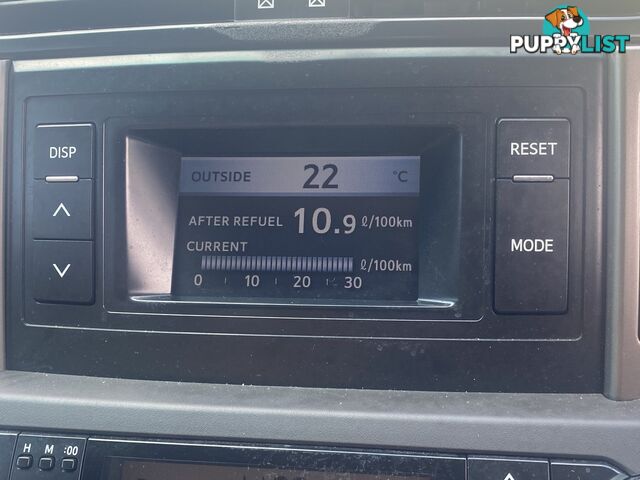 PUPPYLIST
DISP
OUTSIDE 22 °C
RESET
AFTER REFUEL 10.9 ℓ/100km
MODE
CURRENT
ℓ/100km
0 10 20 30
H M :00